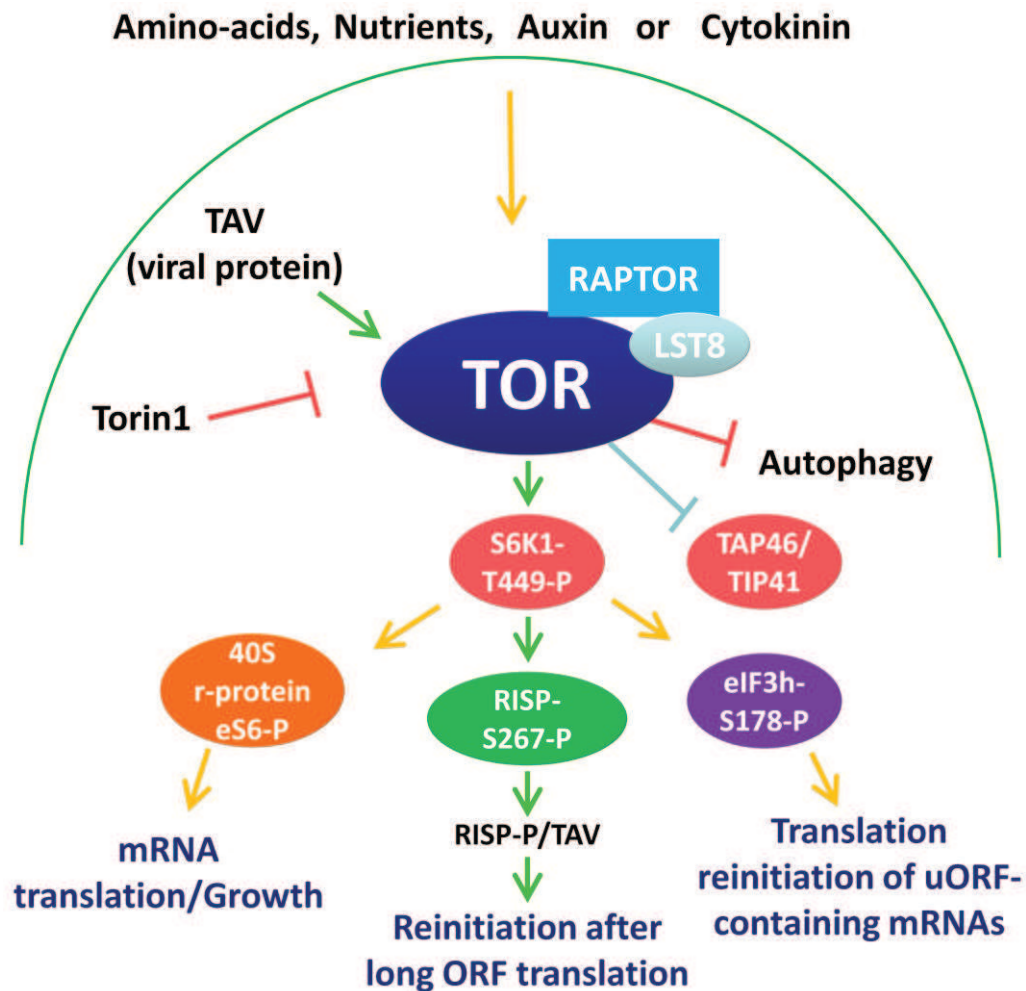 Amino-acids, Nutrients, Auxin or Cytokinin
TAV
(viral protein)
RAPTOR
LST8
TOR
Torin1
Autophagy
S6K1-
T449-P
TAP46/
TIP41
40S
r-protein
eS6-P
RISP-
S267-P
eIF3h-
S178-P
RISP-P/TAV
mRNA
translation/Growth
Reinitiation after
long ORF translation
Translation
reinitiation of uORF-
containing mRNAs